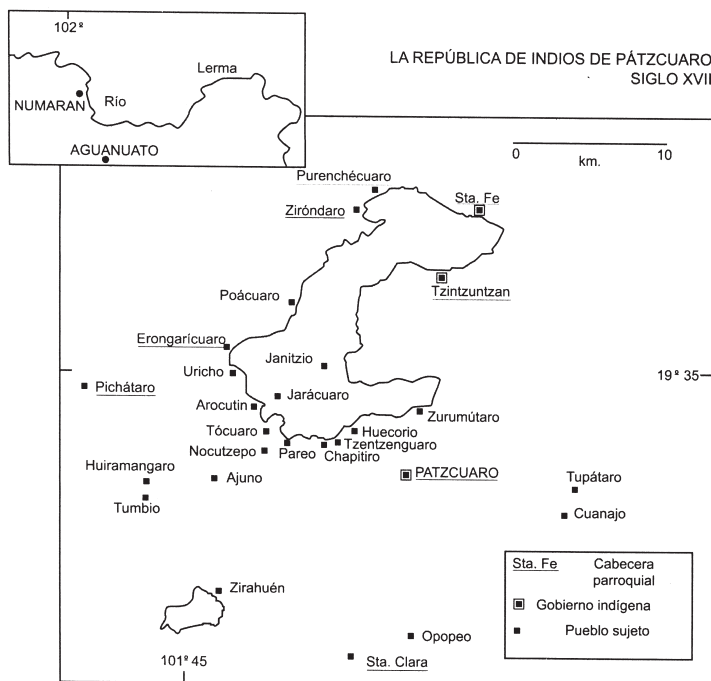 102º
Lerma
NUMARAN
Río
AGUANUATO
LA REPÚBLICA DE INDIOS DE PÁTZCUARO
SIGLO XVII
0 10
km.
Purenchécuaro
Ziróndaro
Sta. Fe
Tzintzuntzan
Poácuaro
Erongarícuaro
Janitzio
Uricho
19º 35
Pichátaro
Jarácuaro
Arocutin
Zurumútaro
Tócuaro
Huecorio
Nocutzepo
Pareo
Tzentzenguaro
Chapitiro
Huiramangaro
Ajuno
PATZCUARO
Tupátaro
Tumbio
Cuanajo
Sta. Fe Cabecera
parroquial
Gobierno indígena
Pueblo sujeto
Zirahuén
Opopeo
Sta. Clara
101º 45